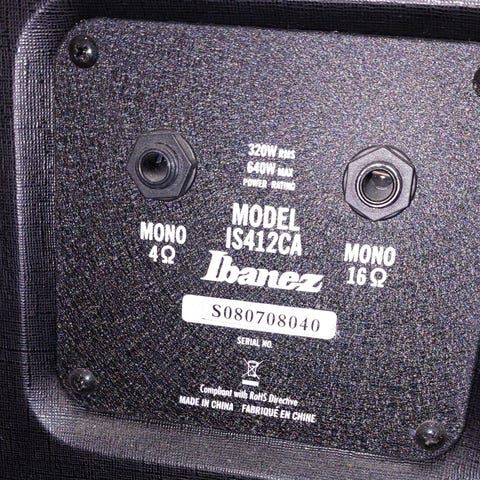 320W RMS
640W MAX
POWER RATING
MONO
4Ω
MODEL
IS412CA
MONO
16Ω
Ibanez
S080708040
SERIAL NO.
Compliant with RoHS Directive
MADE IN CHINA FABRIQUÉ EN CHINE